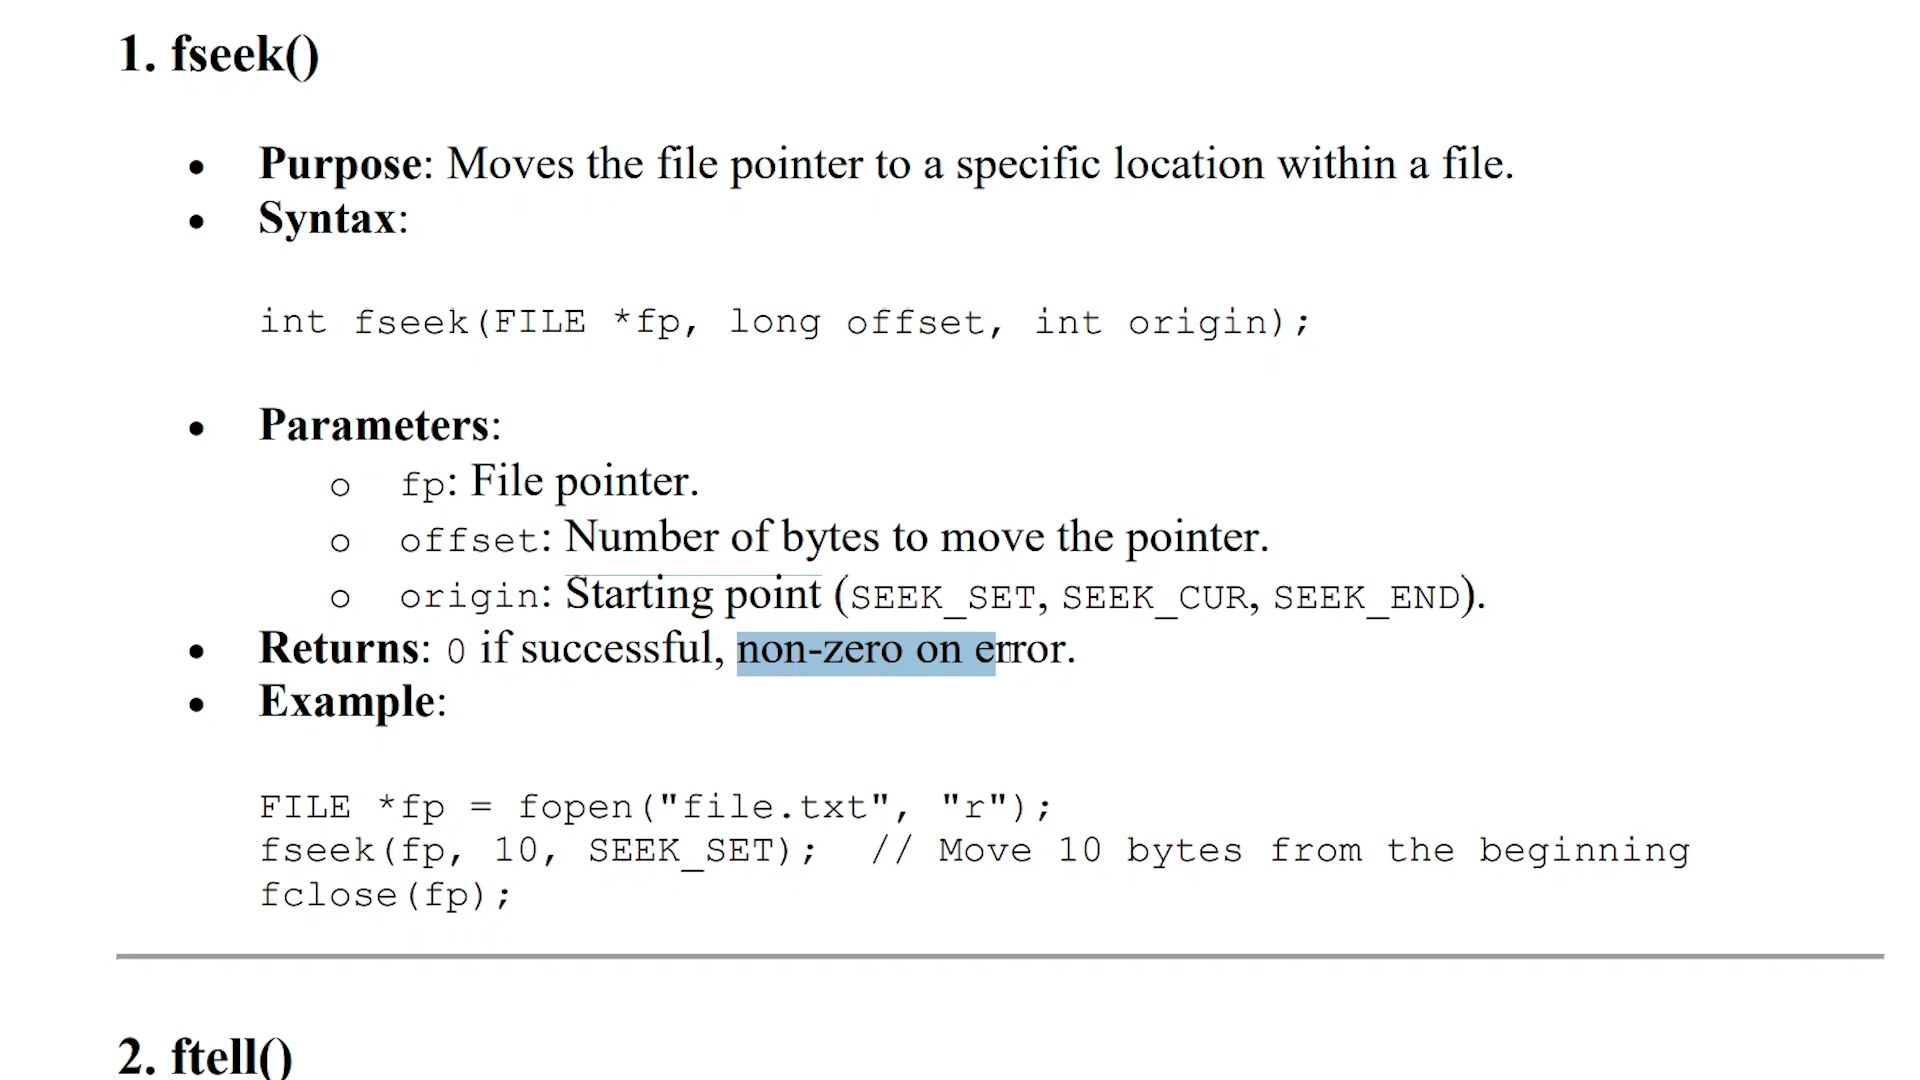 1. fseek()
• Purpose: Moves the file pointer to a specific location within a file.
• Syntax:
int fseek(FILE *fp, long offset, int origin);
• Parameters:
o fp: File pointer.
o offset: Number of bytes to move the pointer.
o origin: Starting point (SEEK_SET, SEEK_CUR, SEEK_END).
• Returns: 0 if successful, non-zero on error.
• Example:
FILE *fp = fopen("file.txt", "r");
fseek(fp, 10, SEEK_SET);  // Move 10 bytes from the beginning
fclose(fp);
2. ftell()